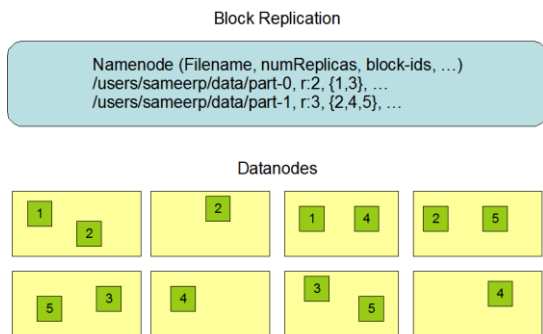 Block Replication
Namenode (Filename, numReplicas, block-ids, …)
/users/sameerp/data/part-0, r:2, {1,3}, …
/users/sameerp/data/part-1, r:3, {2,4,5}, …
Datanodes
1
2
2
1 4
2 5
5 3
4
3
5
4